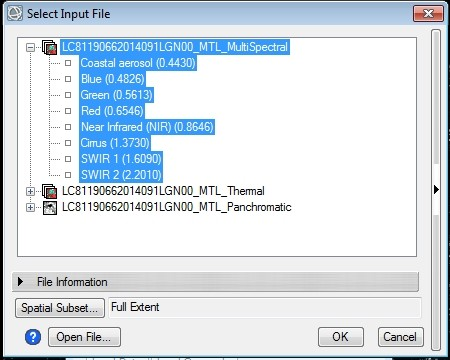 Select Input File
LC81190662014091LGN00_MTL_MultiSpectral
Coastal aerosol (0.4430)
Blue (0.4826)
Green (0.5613)
Red (0.6546)
Near Infrared (NIR) (0.8646)
Cirrus (1.3730)
SWIR 1 (1.6090)
SWIR 2 (2.2010)
LC81190662014091LGN00_MTL_Thermal
LC81190662014091LGN00_MTL_Panchromatic
File Information
Spatial Subset... Full Extent
Open File... OK Cancel